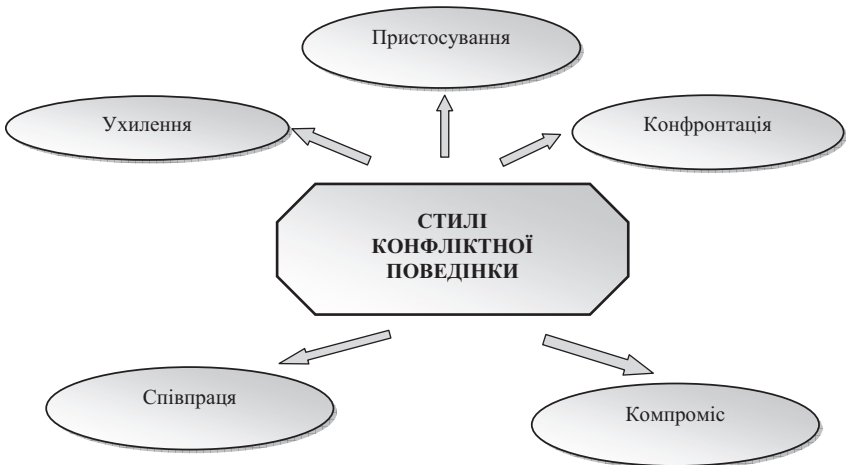 Пристосування
Ухилення
Конфронтація
СТИЛІ
КОНФЛІКТНОЇ
ПОВЕДІНКИ
Співпраця
Компроміс